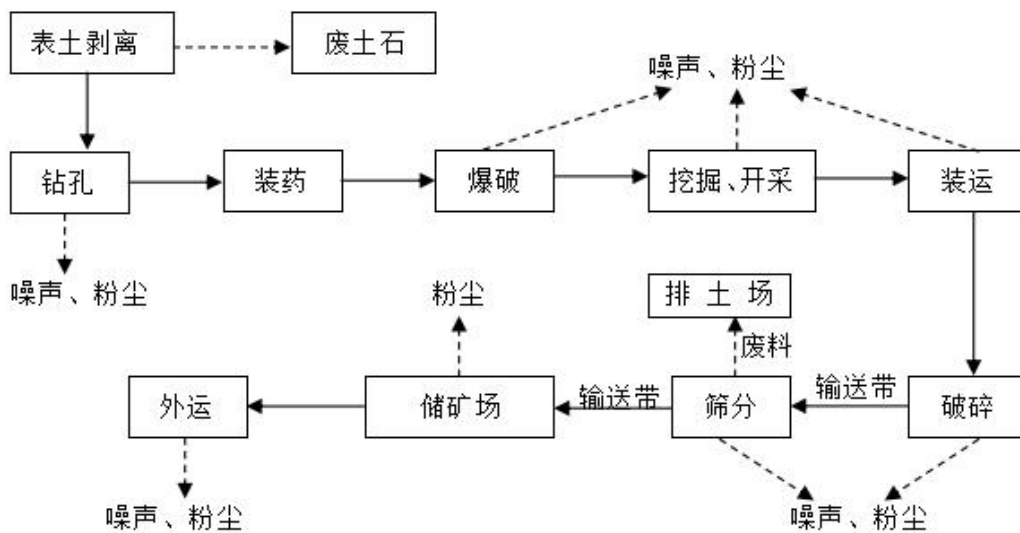 表土剥离
废土石
噪声、粉尘
钻孔
装药
爆破
挖掘、开采
装运
噪声、粉尘
粉尘
排 土 场
废料
外运
输送带
储矿场
筛分
输送带
破碎
噪声、粉尘
噪声、粉尘